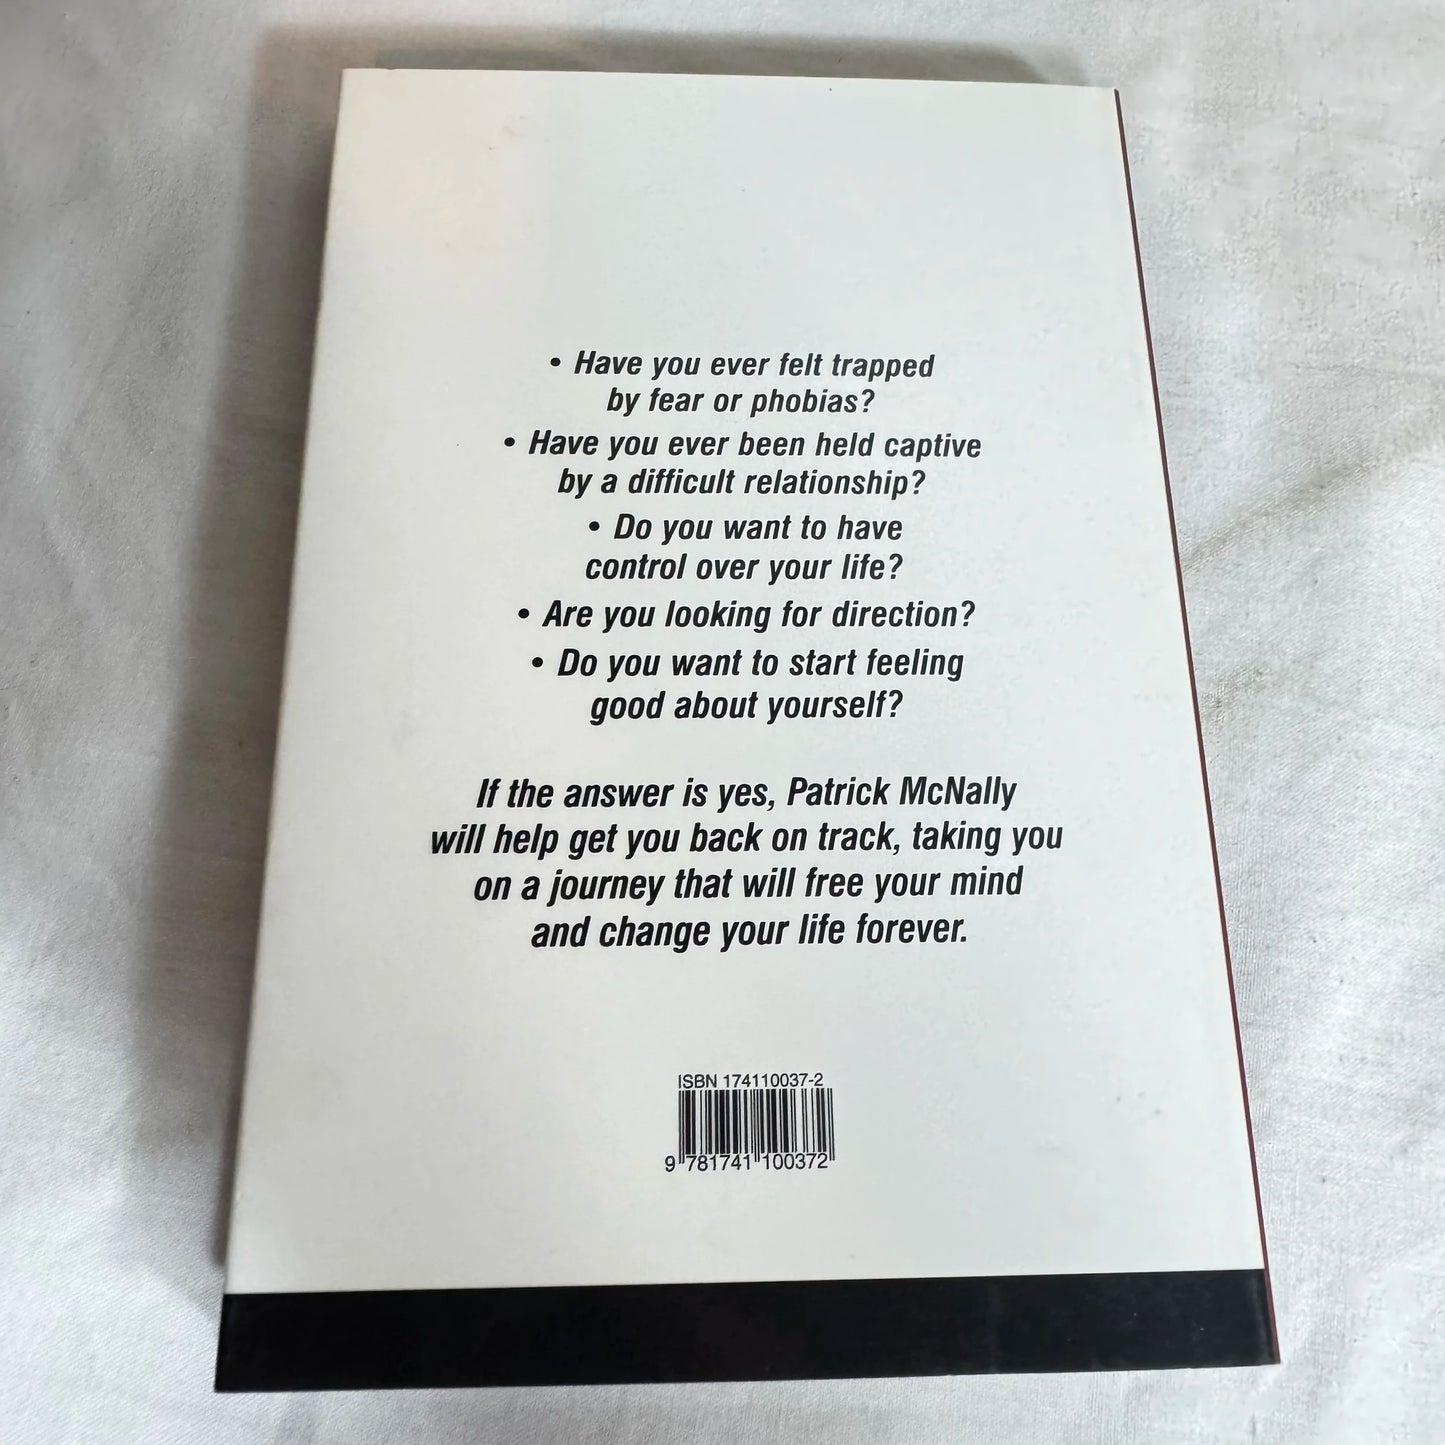 • Have you ever felt trapped
by fear or phobias?
• Have you ever been held captive
by a difficult relationship?
• Do you want to have
control over your life?
• Are you looking for direction?
• Do you want to start feeling
good about yourself?
If the answer is yes, Patrick McNally
will help get you back on track, taking you
on a journey that will free your mind
and change your life forever.
ISBN 174110037-2
9 781741 100372